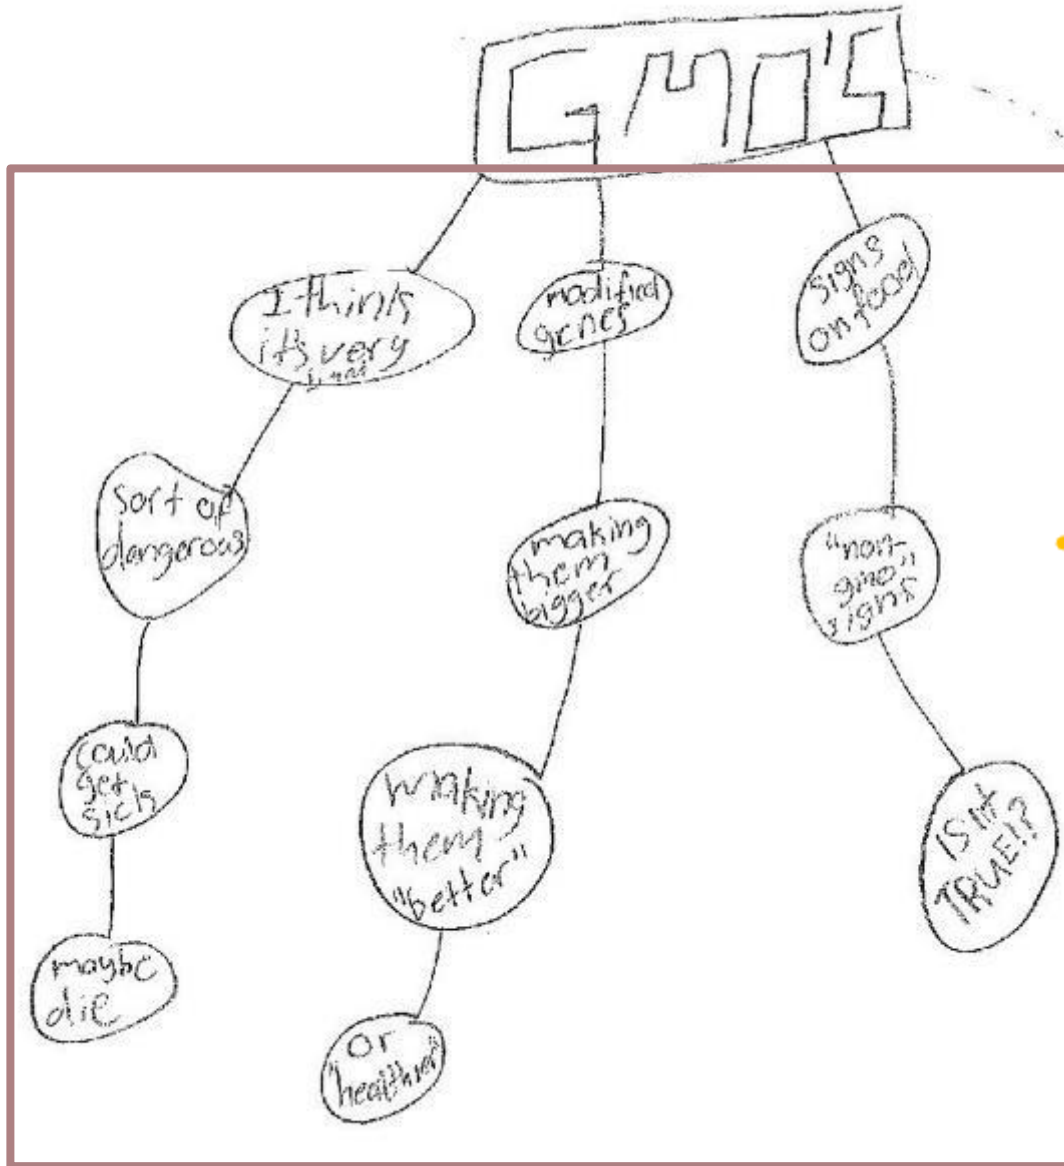 GMO'S
I think
it's very
modified
genes
signs
on food
sort of
dangerous
making
them
bigger
"non-
gmo"
signs
could
get
sick
making
them
"better"
IS it
TRUE!?
maybe
die
or
"healthier"